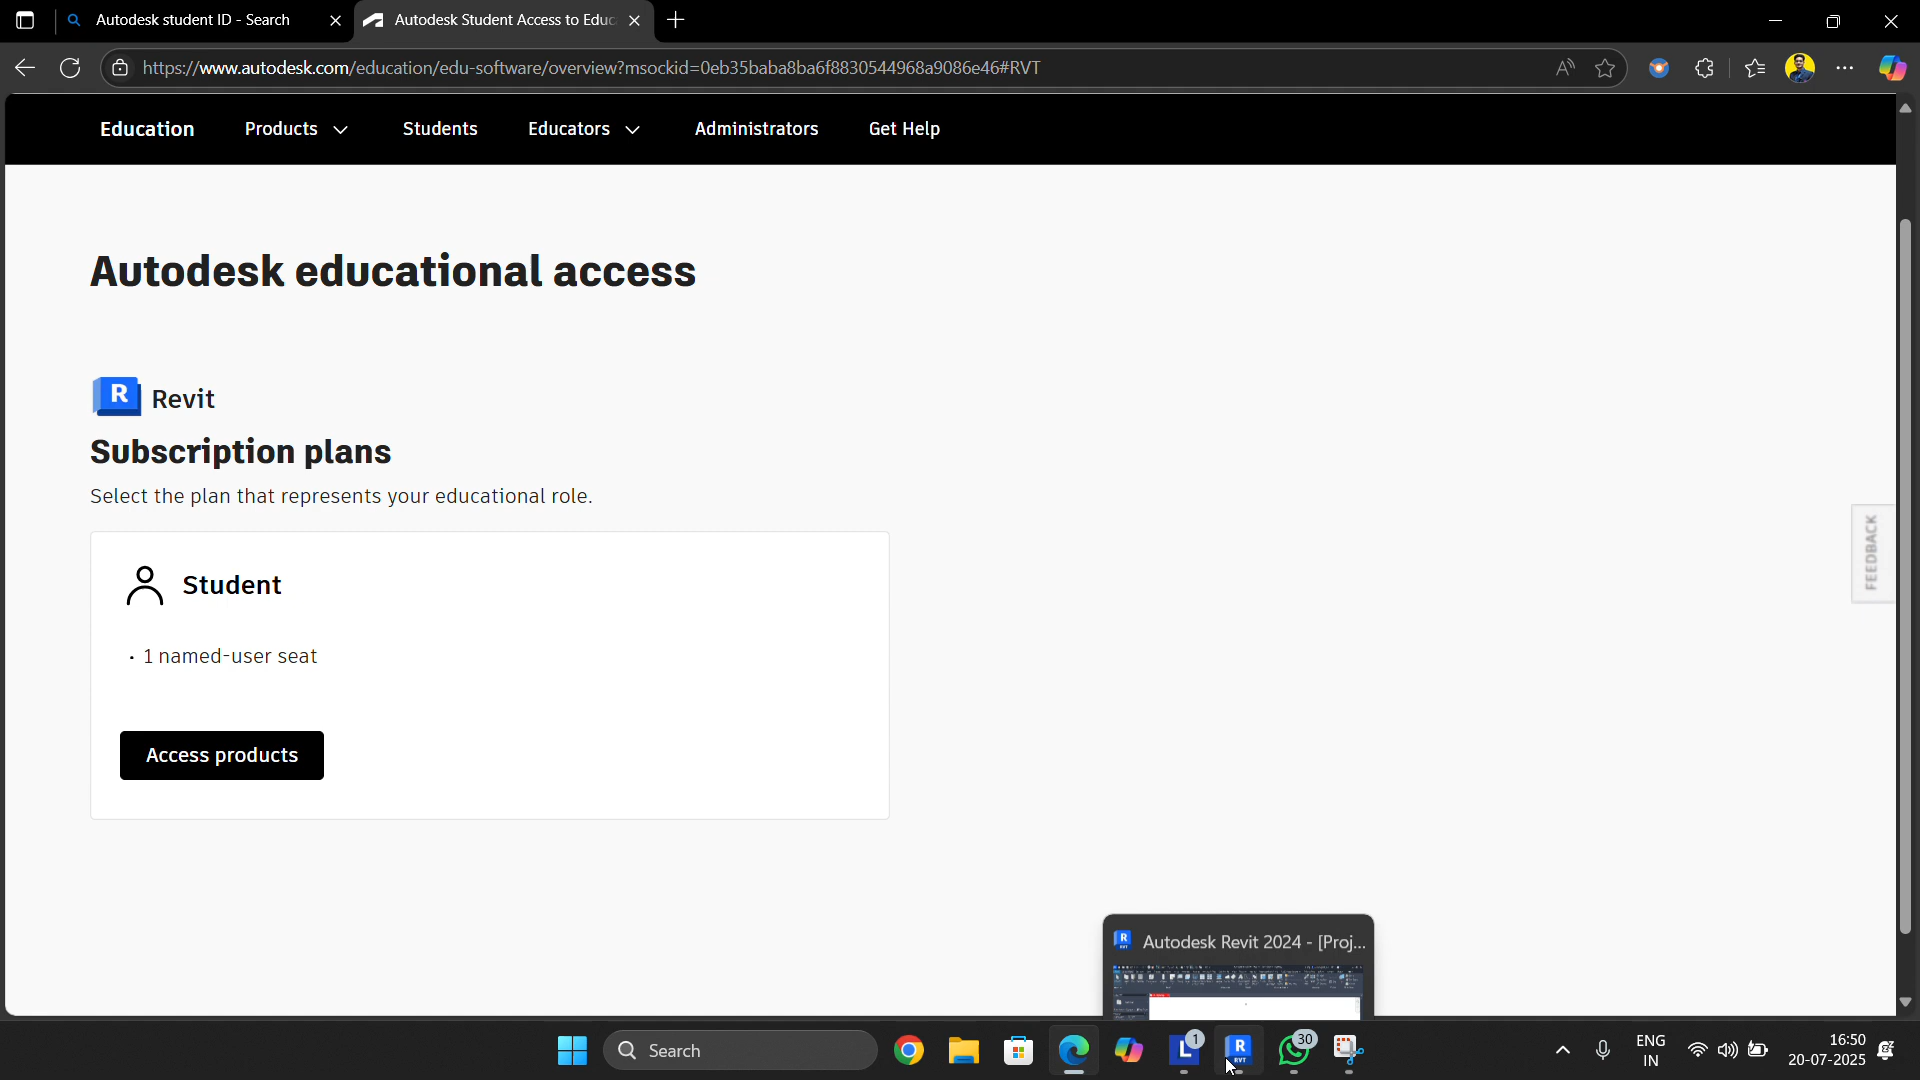 Autodesk student ID - Search
Autodesk Student Access to Educ
https://www.autodesk.com/education/edu-software/overview?msockid=0eb35baba8ba6f8830544968a9086e46#RVT
Education Products Students Educators Administrators Get Help
Autodesk educational access
R Revit
Subscription plans
Select the plan that represents your educational role.
Student
• 1 named-user seat
Access products
FEEDBACK
R RVT Autodesk Revit 2024 - [Proj...
Search
L 1
R RVT
30
ENG
IN
16:50
20-07-2025